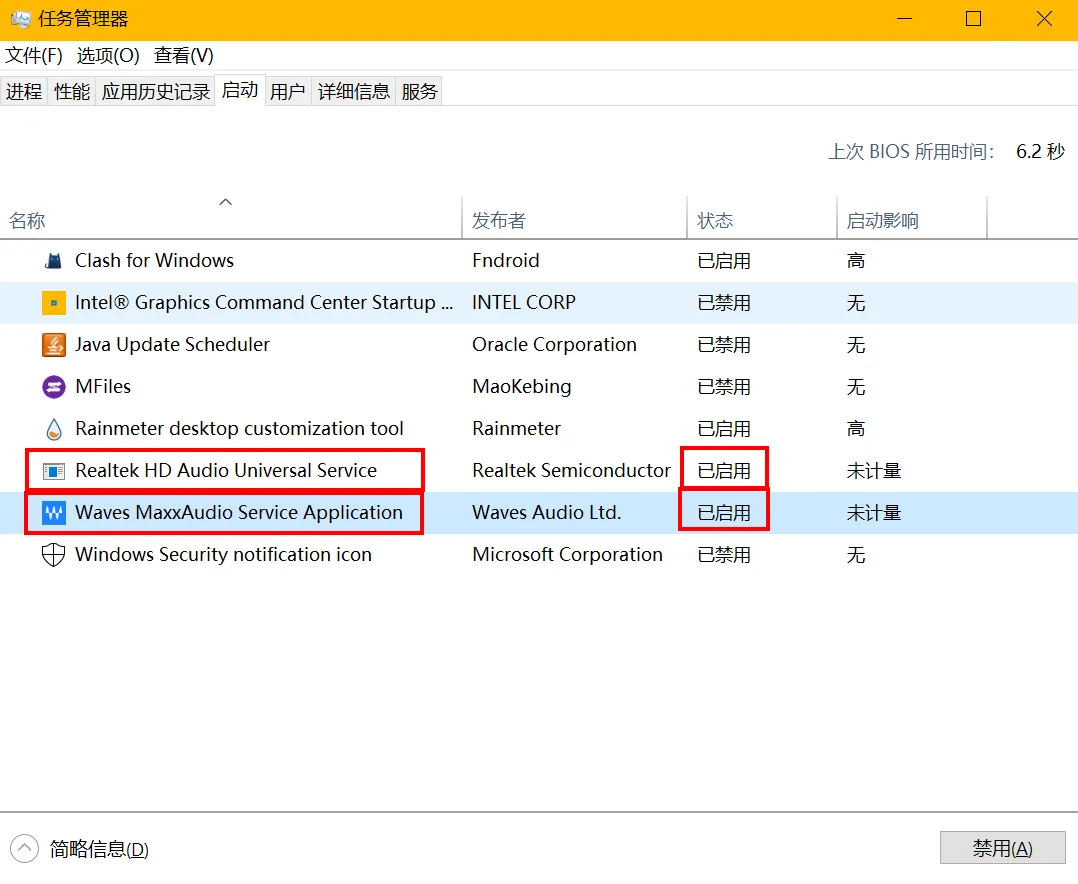 任务管理器
文件(F) 选项(O) 查看(V)
进程 性能 应用历史记录 启动 用户 详细信息 服务
上次 BIOS 所用时间: 6.2 秒
名称 发布者 状态 启动影响
Clash for Windows Fndroid 已启用 高
Intel® Graphics Command Center Startup ... INTEL CORP 已禁用 无
Java Update Scheduler Oracle Corporation 已禁用 无
MFiles MaoKebing 已禁用 无
Rainmeter desktop customization tool Rainmeter 已启用 高
Realtek HD Audio Universal Service Realtek Semiconductor 已启用 未计量
Waves MaxxAudio Service Application Waves Audio Ltd. 已启用 未计量
Windows Security notification icon Microsoft Corporation 已禁用 无
简略信息(D) 禁用(A)